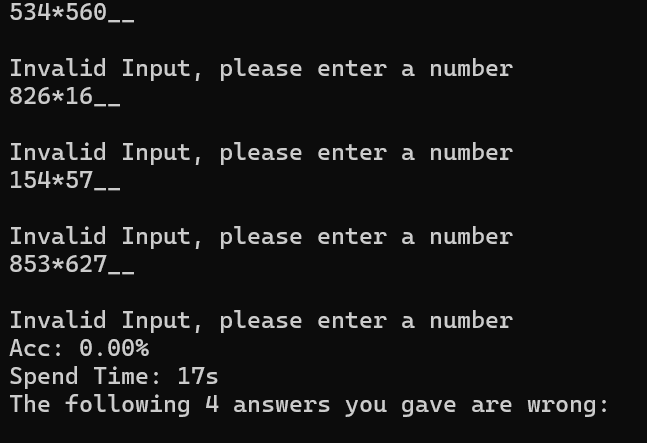 534*560__
Invalid Input, please enter a number
826*16__
Invalid Input, please enter a number
154*57__
Invalid Input, please enter a number
853*627__
Invalid Input, please enter a number
Acc: 0.00%
Spend Time: 17s
The following 4 answers you gave are wrong: